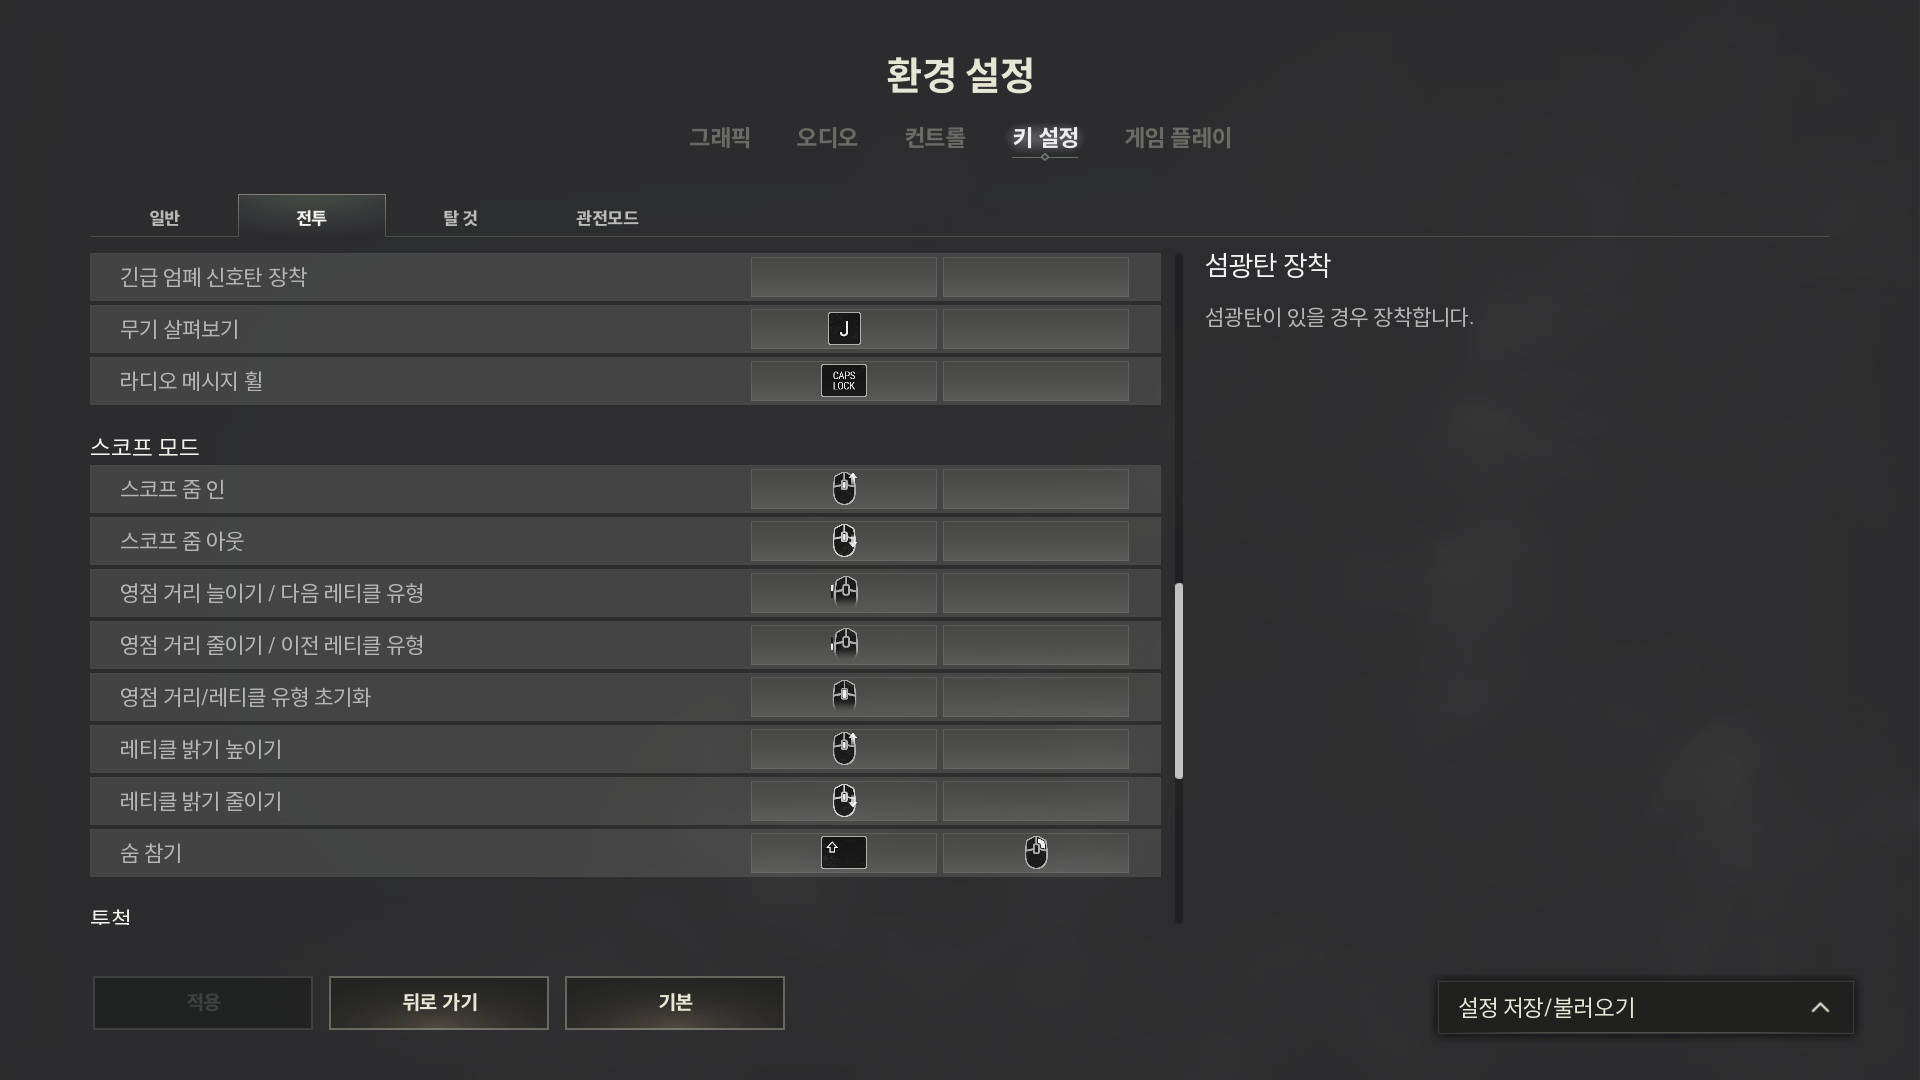 환경 설정
그래픽 오디오 컨트롤 키 설정 게임 플레이
일반 전투 탈 것 관전모드
긴급 엄폐 신호탄 장착
무기 살펴보기 J
라디오 메시지 휠 CAPS LOCK
스코프 모드
스코프 줌 인
스코프 줌 아웃
영점 거리 늘이기 / 다음 레티클 유형
영점 거리 줄이기 / 이전 레티클 유형
영점 거리/레티클 유형 초기화
레티클 밝기 높이기
레티클 밝기 줄이기
숨 참기
투척
섬광탄 장착
섬광탄이 있을 경우 장착합니다.
적용 뒤로 가기 기본
설정 저장/불러오기